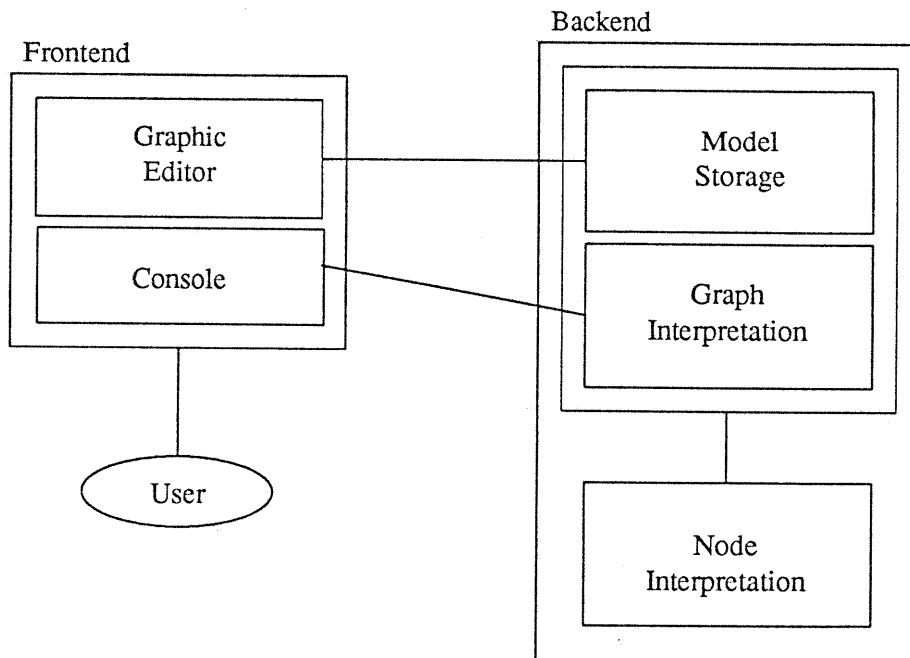 Backend
Frontend
Graphic
Editor
Console
User
Model
Storage
Graph
Interpretation
Node
Interpretation